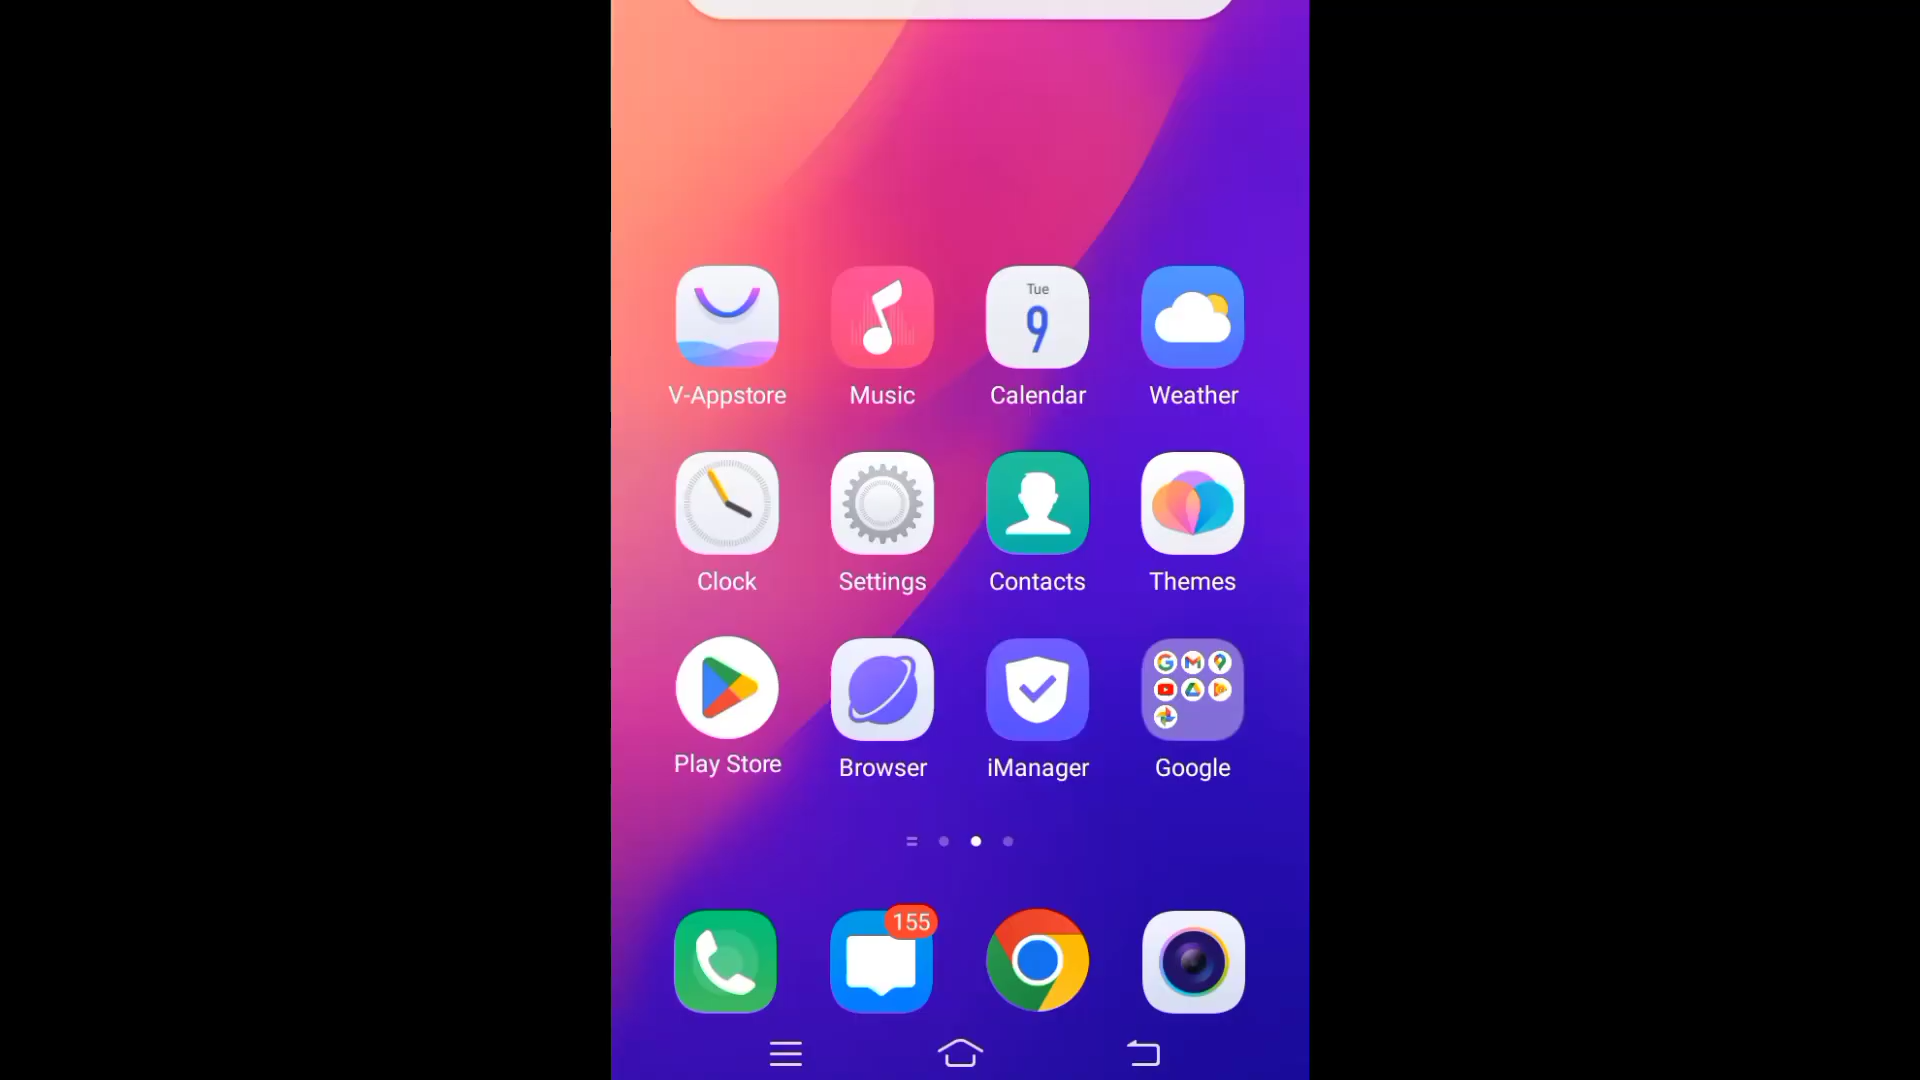 Tue
9
V-Appstore
Music
Calendar
Weather
Clock
Settings
Contacts
Themes
Play Store
Browser
iManager
Google
155